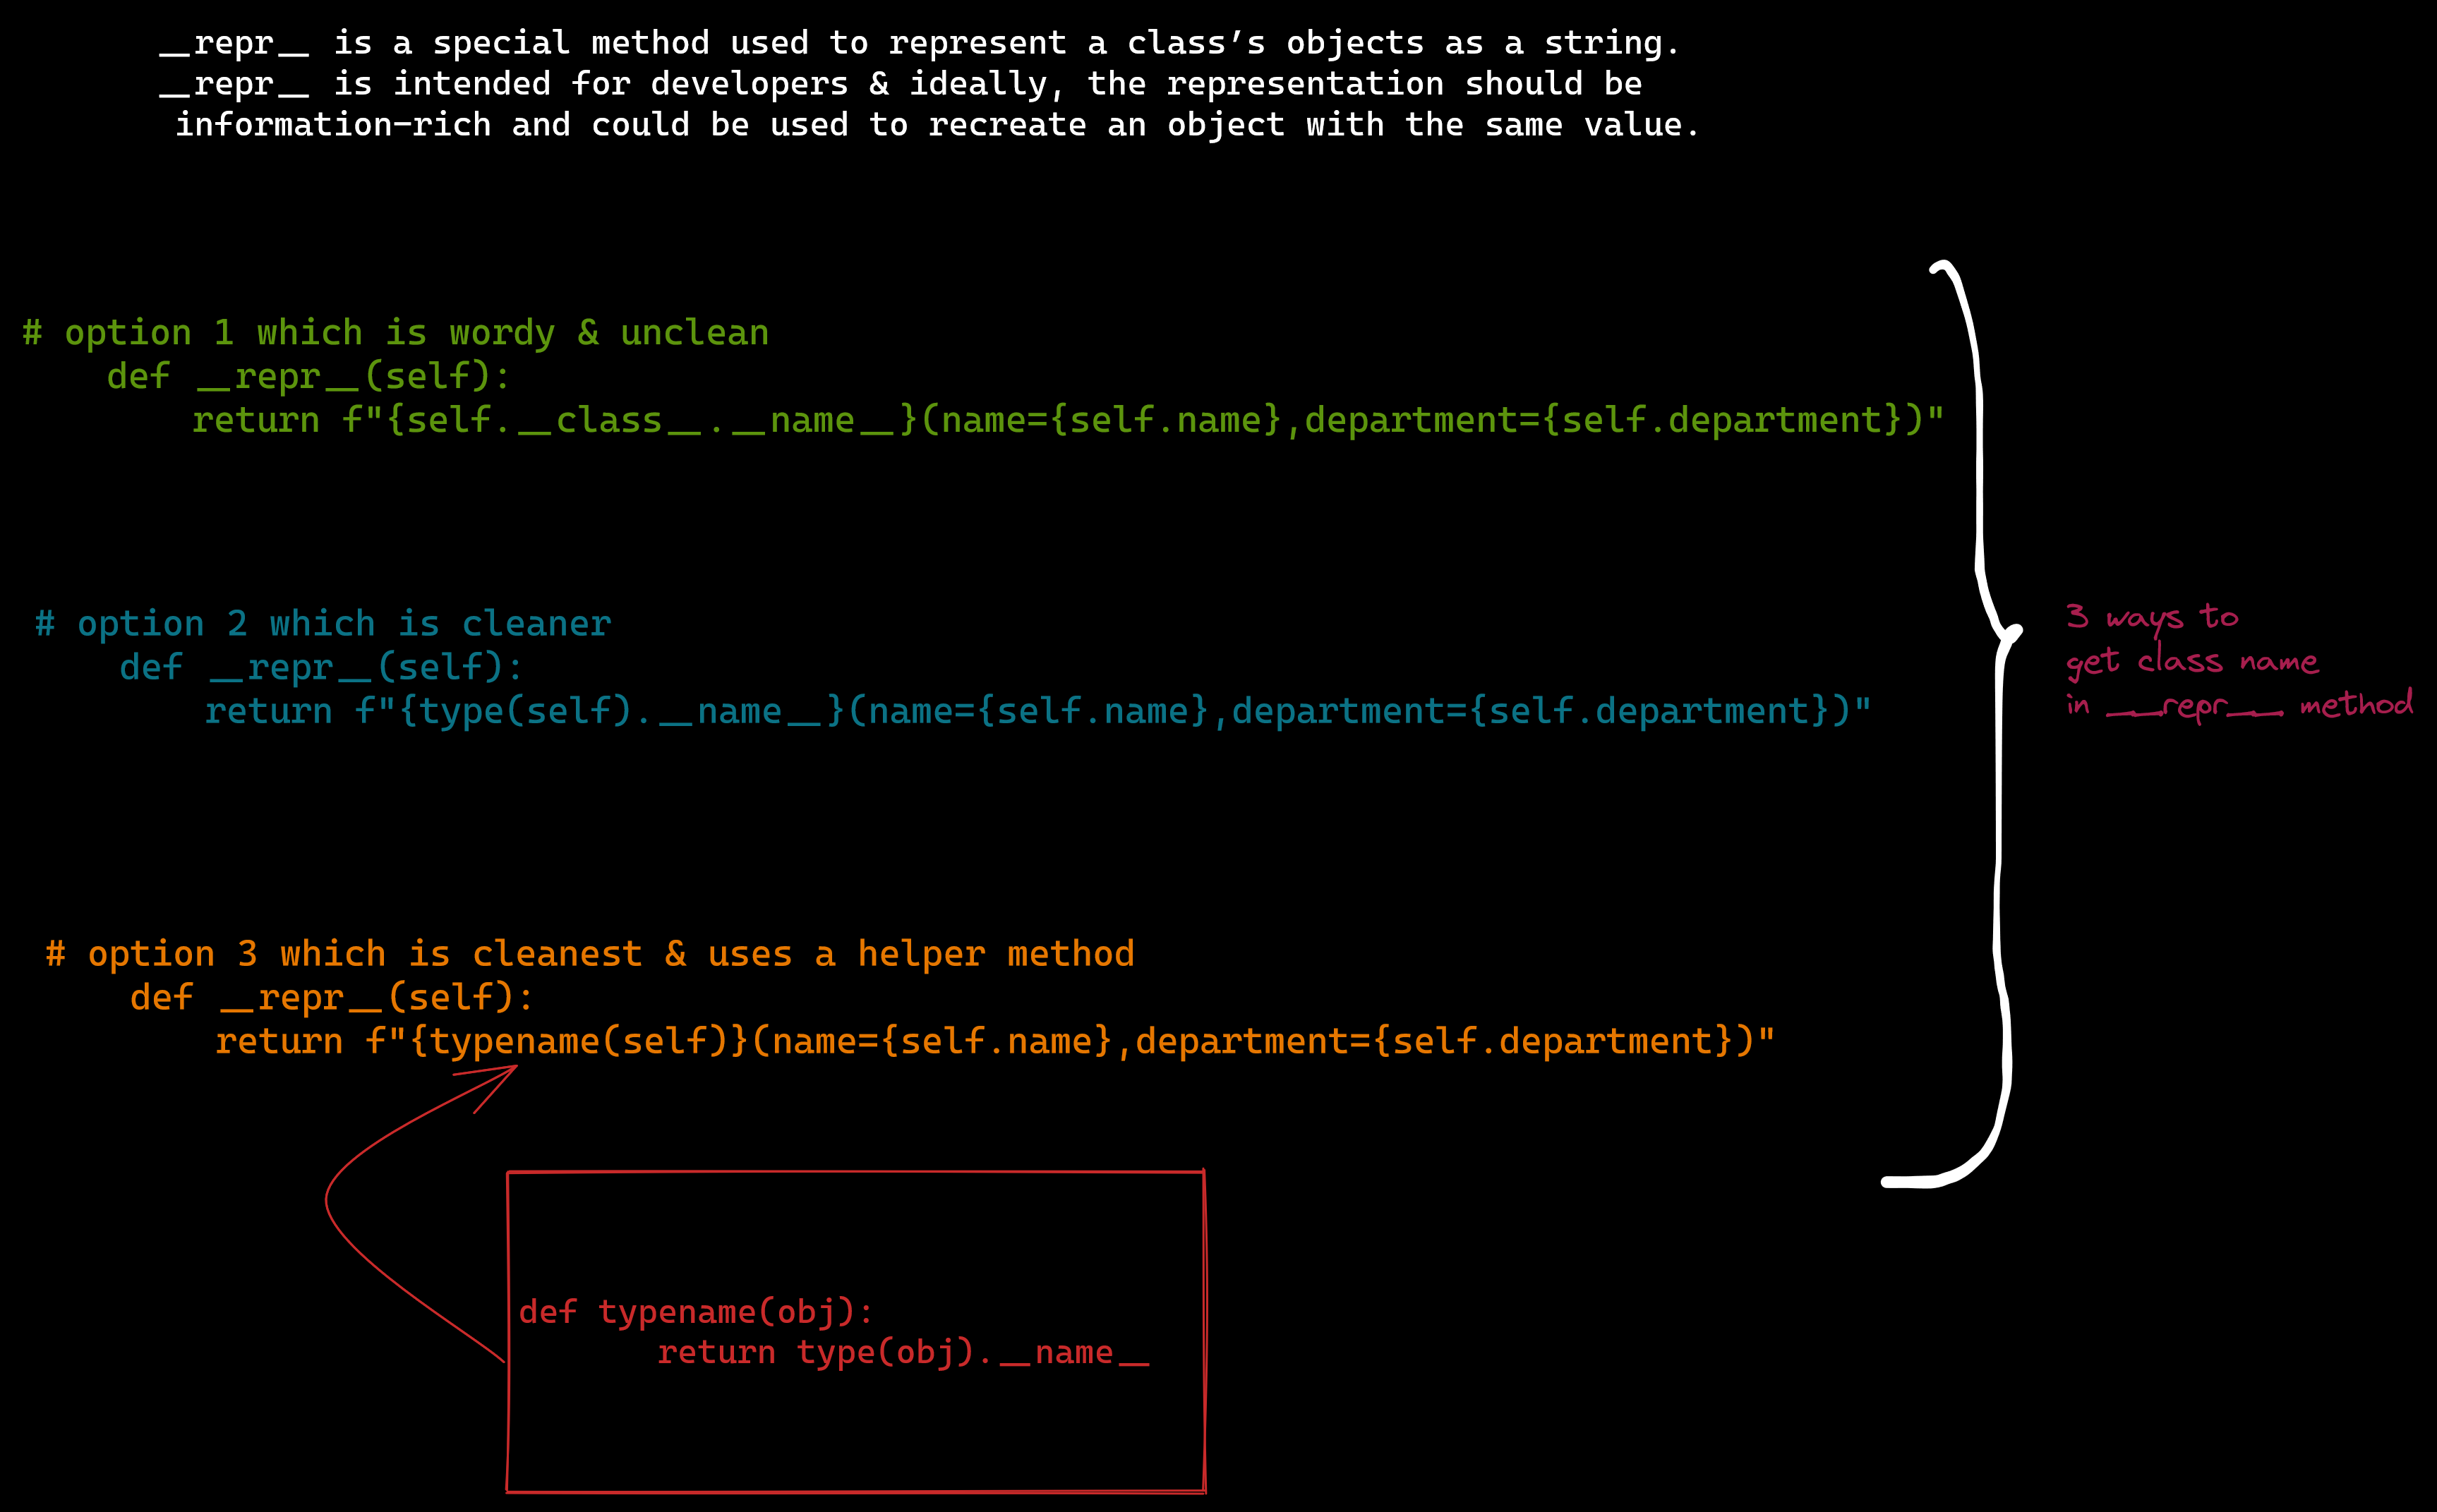 __repr__ is a special method used to represent a class’s objects as a string.
__repr__ is intended for developers & ideally, the representation should be
information-rich and could be used to recreate an object with the same value.
# option 1 which is wordy & unclean
def __repr__(self):
return f"{self.__class__.__name__}(name={self.name},department={self.department})"
# option 2 which is cleaner
def __repr__(self):
return f"{type(self).__name__}(name={self.name},department={self.department})"
3 ways to
get class name
in __repr__ method
# option 3 which is cleanest & uses a helper method
def __repr__(self):
return f"{typename(self)}(name={self.name},department={self.department})"
def typename(obj):
return type(obj).__name__